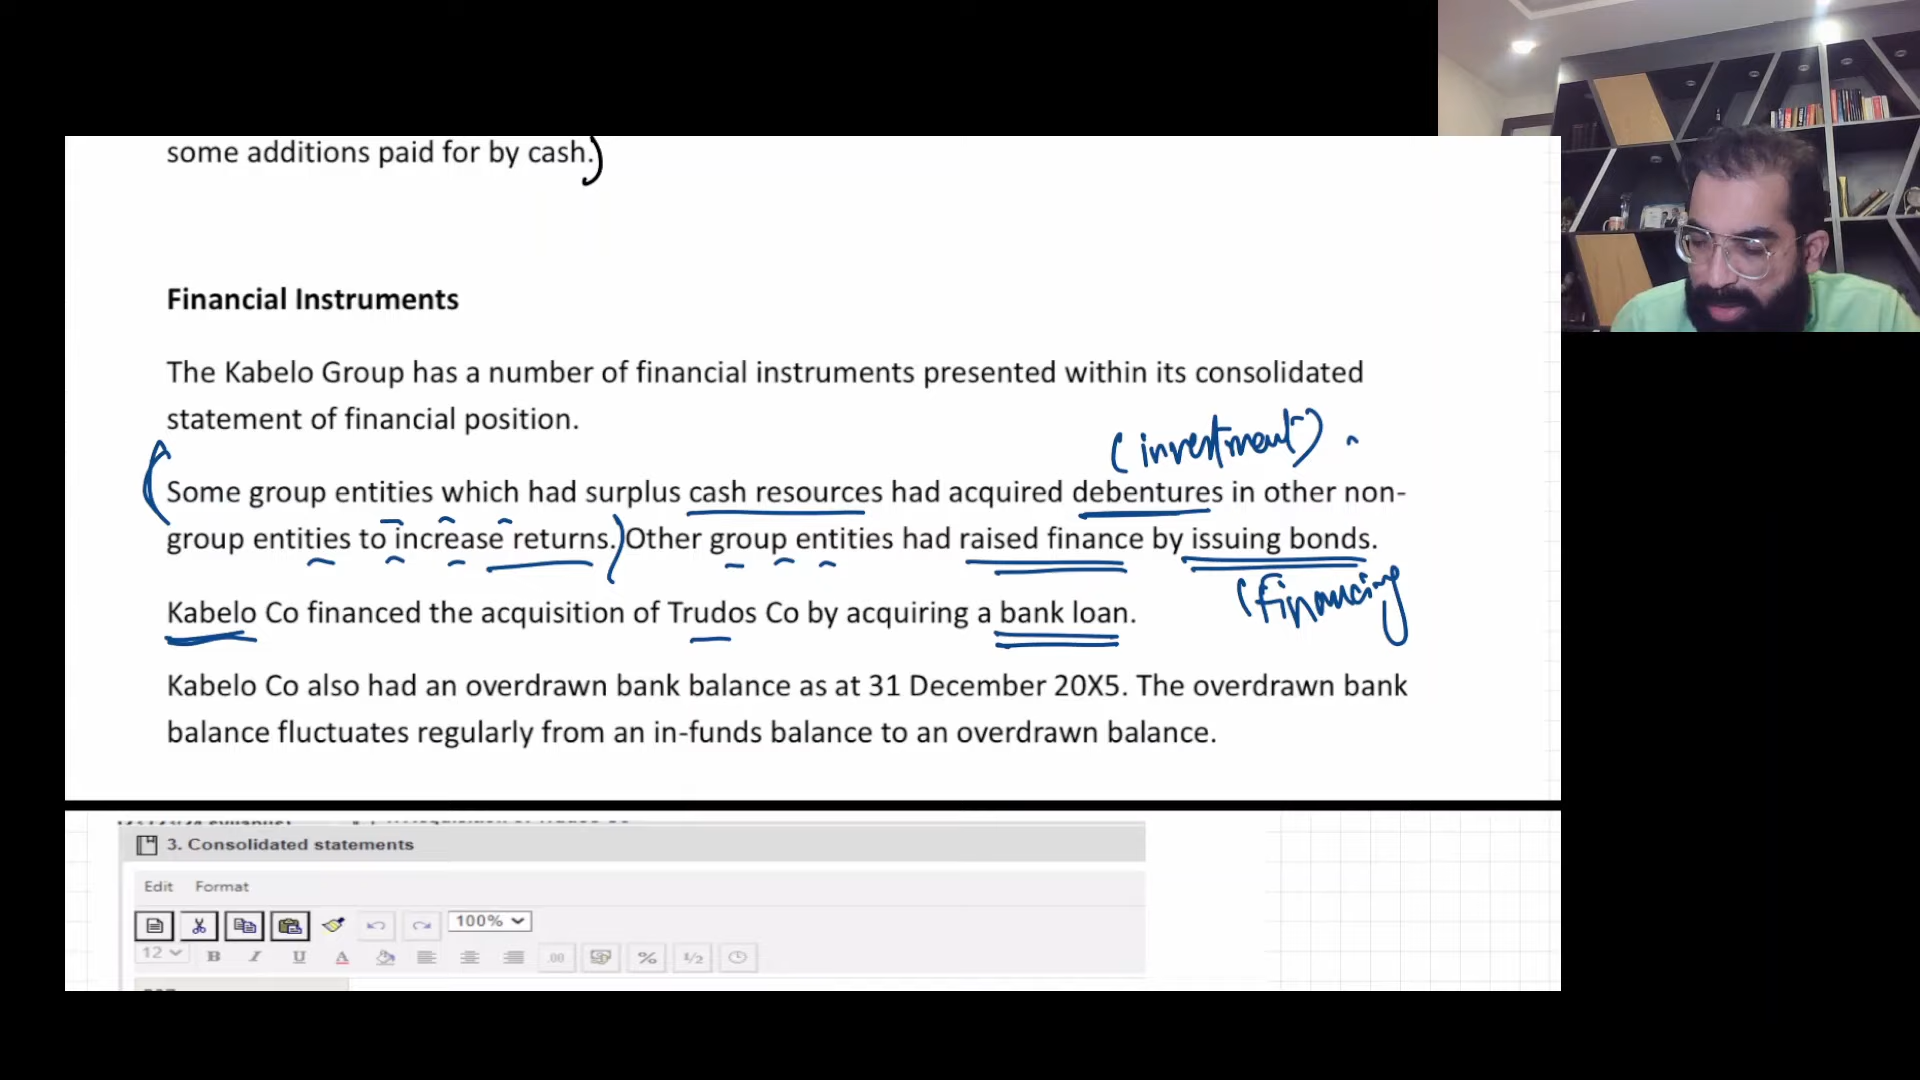 some additions paid for by cash.)
Financial Instruments
The Kabelo Group has a number of financial instruments presented within its consolidated
statement of financial position.
(investment)
Some group entities which had surplus cash resources had acquired debentures in other non-
group entities to increase returns.) Other group entities had raised finance by issuing bonds.
(financing
Kabelo Co financed the acquisition of Trudos Co by acquiring a bank loan.
Kabelo Co also had an overdrawn bank balance as at 31 December 20X5. The overdrawn bank
balance fluctuates regularly from an in-funds balance to an overdrawn balance.
3. Consolidated statements
Edit Format
100%
12 B I U A .00 % 1/2